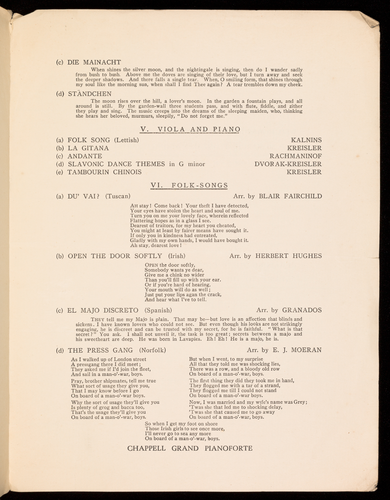 (c) DIE MAINACHT
When shines the silver moon, and the nightingale is singing, they do I wander sadly
from bush to bush. Above me the doves are singing of their love, but I turn away and seek
the deeper shadows. And there falls a single tear. When, O smiling form, that shines through
my soul like the morning sun, when shall I find Thee again? A tear trembles down my cheek.
(d) STÄNDCHEN
The moon rises over the hill, a lover's moon. In the garden a fountain plays, and all
around is still. By the garden-wall three students pass, and with flute, fiddle, and zither
they play and sing. The music creeps into the dreams of the sleeping maiden, who, thinking
she hears her beloved, murmurs, sleepily, "Do not forget me."
V. VIOLA AND PIANO
(a) FOLK SONG (Lettish) KALNINS
(b) LA GITANA KREISLER
(c) ANDANTE RACHMANINOF
(d) SLAVONIC DANCE THEMES in G minor DVORAK-KREISLER
(e) TAMBOURIN CHINOIS KREISLER
VI. FOLK-SONGS
(a) DU' VAI? (Tuscan) Arr. by BLAIR FAIRCHILD
Art stay! Come back! Your theft I have detected,
Your eyes have stolen the heart and soul of me.
Turn you on me your lovely face, wherein reflected
Flattering hopes as in a glass I see.
Dearest of traitors, for my heart you cheated,
You might at least by fairer means have sought it.
If only you in kindness had entreated,
Gladly with my own hands, I would have bought it.
Ah stay, dearest love!
(b) OPEN THE DOOR SOFTLY (Irish) Arr. by HERBERT HUGHES
OPEN the door softly,
Somebody wants ye dear,
Give me a chink no wider
Than you'll fill up with your ear.
Or if you're hard of hearing,
Your mouth will do as well;
Just put your lips agen the crack,
And hear what I've to tell.
(c) EL MAJO DISCRETO (Spanish) Arr. by GRANADOS
THEY tell me my Majo is plain. That may be—but love is an affection that blinds and
sickens. I have known lovers who could not see. But even though his looks are not strikingly
engaging, he is discreet and can be trusted with my secret, for he is faithful. "What is that
secret?" You ask. I shall not unveil it, the task is too great; secrets between a majo and
his sweetheart are deep. He was born in Lavapies. Eh! Eh! He is a majo, he is.
(d) THE PRESS GANG (Norfolk) Arr. by E. J. MOERAN
As I walked up of London street
A pressgang there I did meet;
They asked me if I'd join the fleet,
And sail in a man-o'-war, boys.
Pray, brother shipmates, tell me true
What sort of usage they give you,
That I may know before I go
On board of a man-o'-war, boys.
Why the sort of usage they'll give you
Is plenty of grog and bacca too,
That's the usage they'll give you
On board of a man-o'-war, boys.
But when I went, to my surprise
All that they told me was shocking lies,
There was a row, and a bloody old row
On board of a man-o'-war, boys.
The first thing they did they took me in hand,
They flogged me with a tar of a strand,
They flogged me till I could not stand
On board of a man-o'-war, boys.
Now, I was married and my wife's name was Grey;
'Twas she that led me to shocking delay,
'Twas she that caused me to go away
On board of a man-o'-war, boys.
So when I get my foot on shore
Those Irish girls to see once more,
I'll never go to sea any more
On board of a man-o'-war, boys.
CHAPPELL GRAND PIANOFORTE